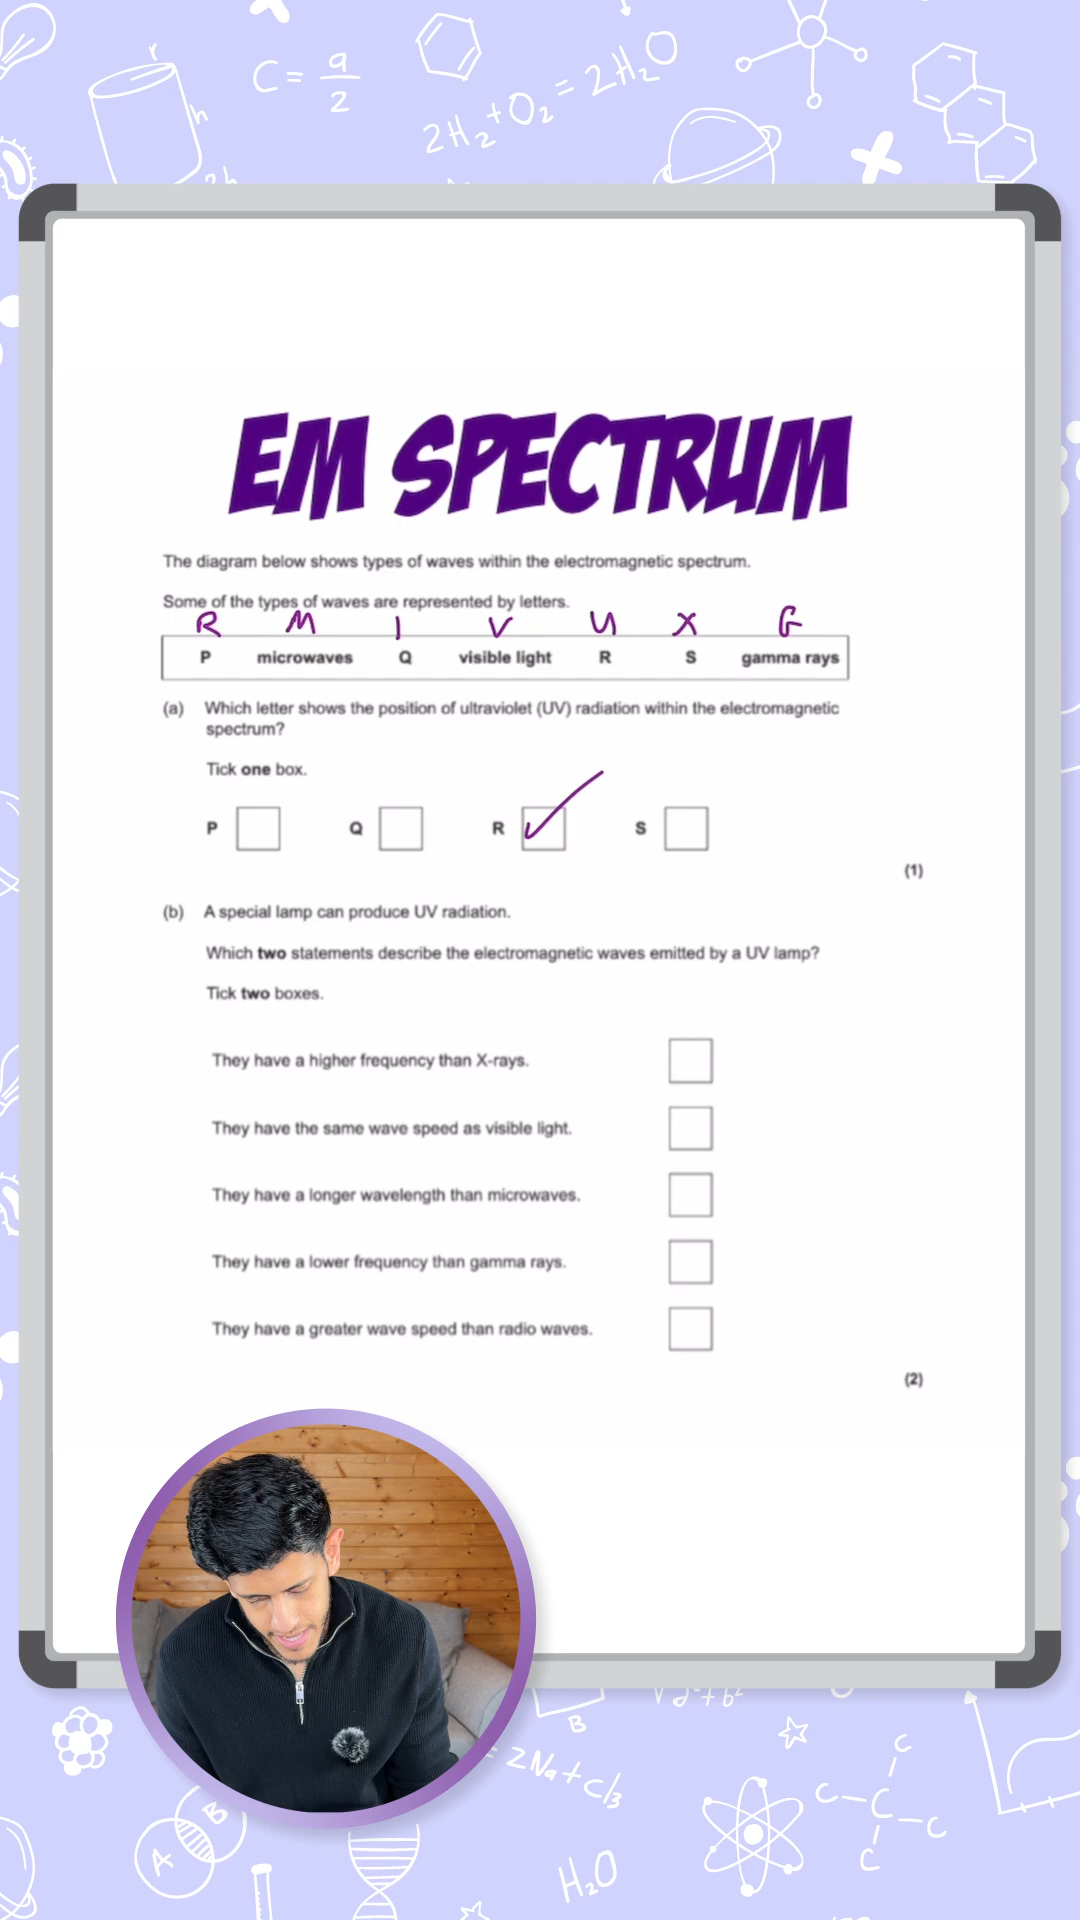 C = a/2
r
h
2H₂+O₂=2H₂O
EM SPECTRUM
The diagram below shows types of waves within the electromagnetic spectrum.
Some of the types of waves are represented by letters.
R M I V U X G
P microwaves Q visible light R S gamma rays
(a) Which letter shows the position of ultraviolet (UV) radiation within the electromagnetic
spectrum?
Tick one box.
P Q R S
(1)
(b) A special lamp can produce UV radiation.
Which two statements describe the electromagnetic waves emitted by a UV lamp?
Tick two boxes.
They have a higher frequency than X-rays.
They have the same wave speed as visible light.
They have a longer wavelength than microwaves.
They have a lower frequency than gamma rays.
They have a greater wave speed than radio waves.
(2)
B
= 2Na+Cl3
C
C-C-C
C
A B
H₂O